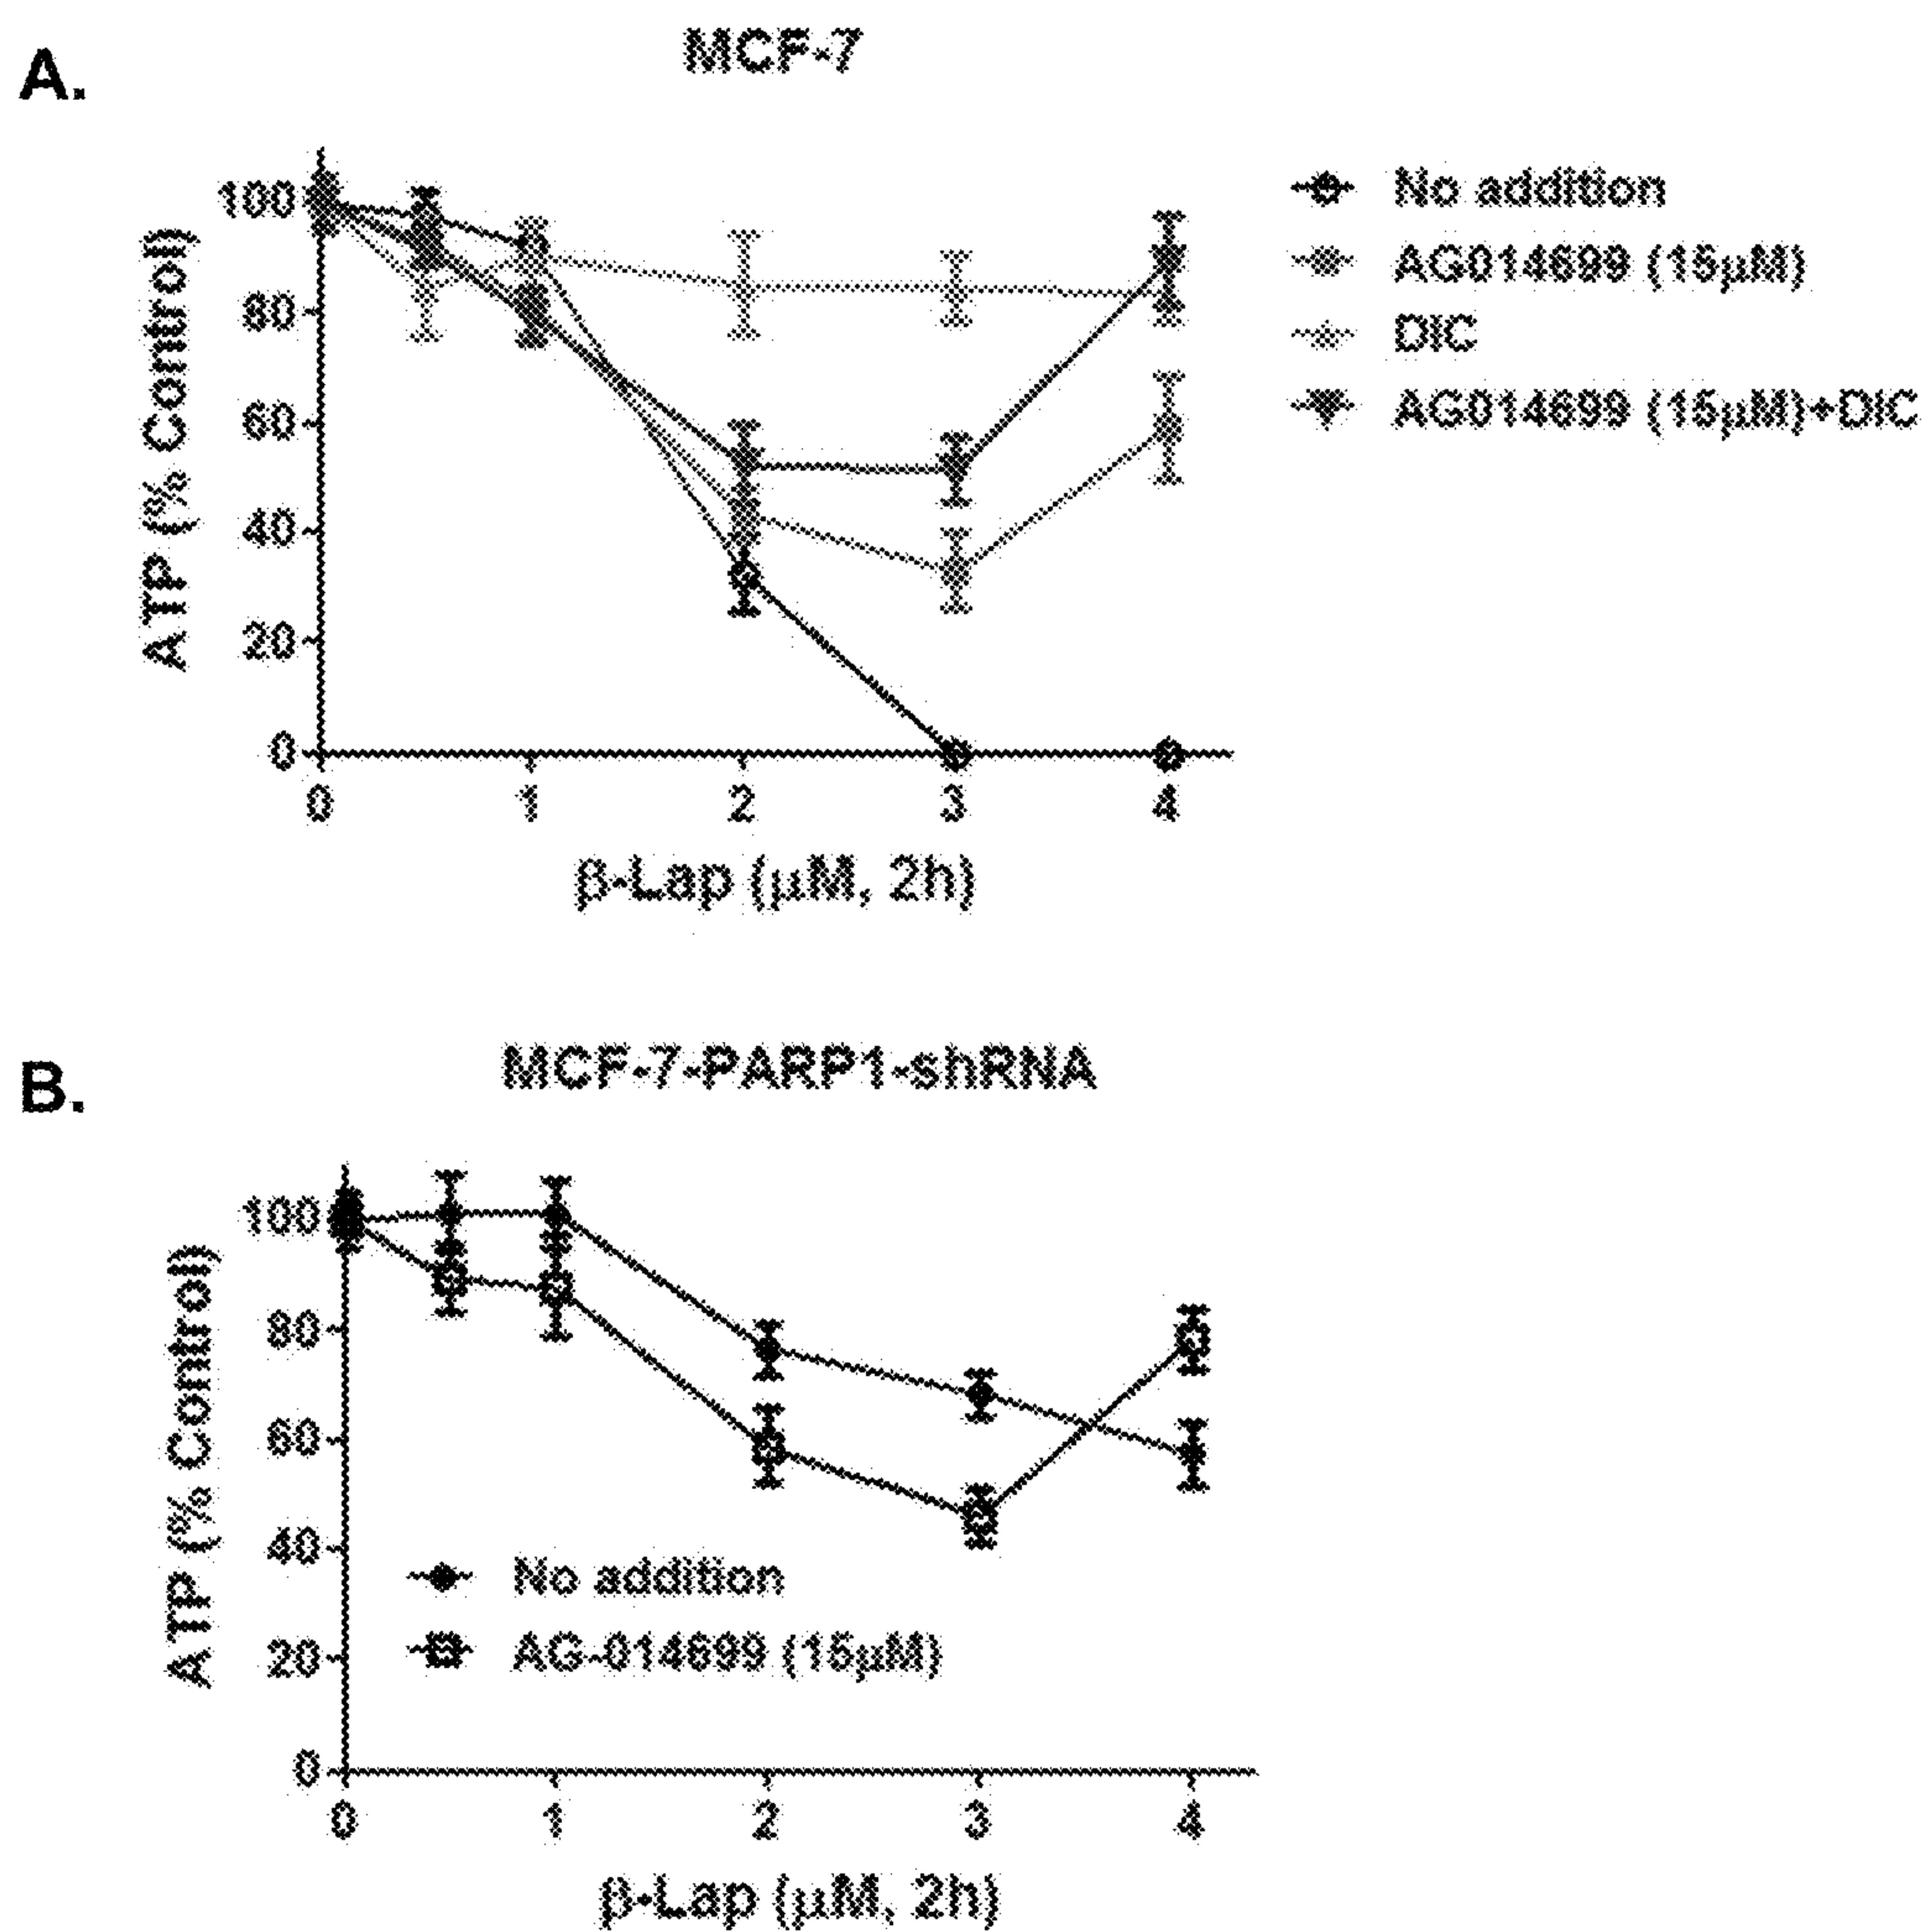 A.
MCF-7
ATP (% Control)
100
80
60
40
20
0
0 1 2 3 4
β-Lap (μM, 2h)
No addition
AG014699 (15μM)
DIC
AG014699 (15μM)+DIC
B.
MCF-7-PARP1-shRNA
ATP (% Control)
100
80
60
40
20
0
No addition
AG-014699 (15μM)
0 1 2 3 4
β-Lap (μM, 2h)